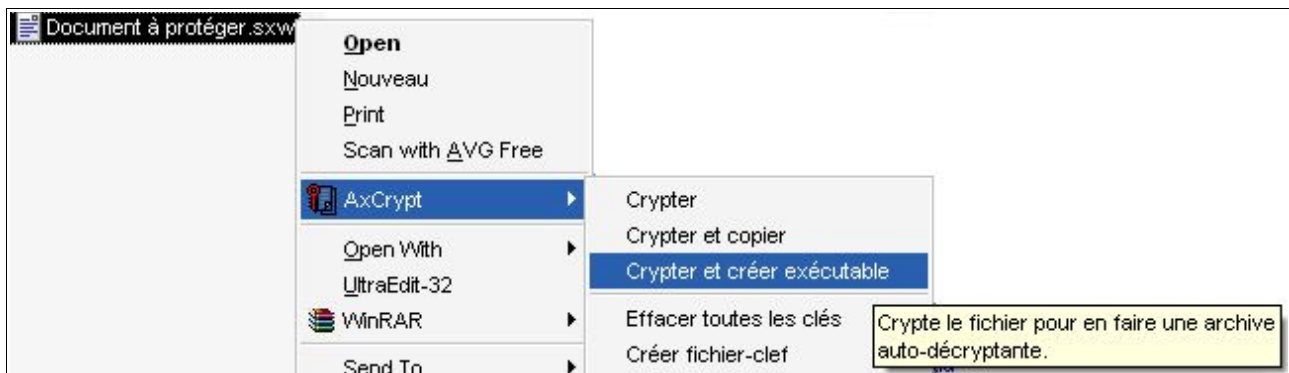 Document à protéger.sxw
Open
Nouveau
Print
Scan with AVG Free
AxCrypt
Open With
UltraEdit-32
WinRAR
Send To
Crypter
Crypter et copier
Crypter et créer exécutable
Effacer toutes les clés
Créer fichier-clef
Crypte le fichier pour en faire une archive
auto-décryptante.